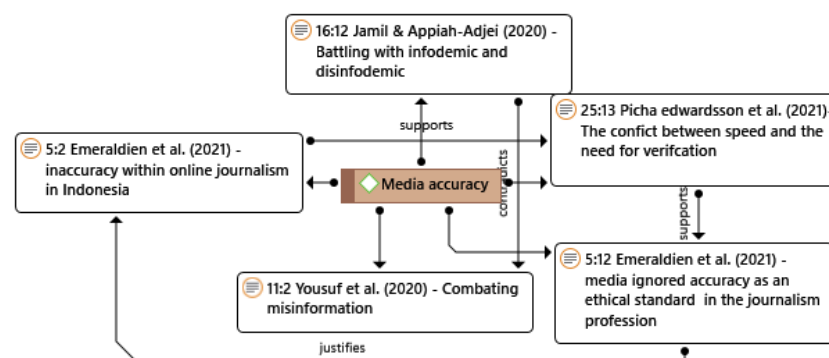 16:12 Jamil & Appiah-Adjei (2020) -
Battling with infodemic and
disinfodemic
25:13 Picha edwardsson et al. (2021)-
The confict between speed and the
need for verifcation
supports
5:2 Emeraldien et al. (2021) -
inaccuracy within online journalism
in Indonesia
contradicts
Media accuracy
supports
5:12 Emeraldien et al. (2021) -
media ignored accuracy as an
ethical standard in the journalism
profession
11:2 Yousuf et al. (2020) - Combating
misinformation
justifies